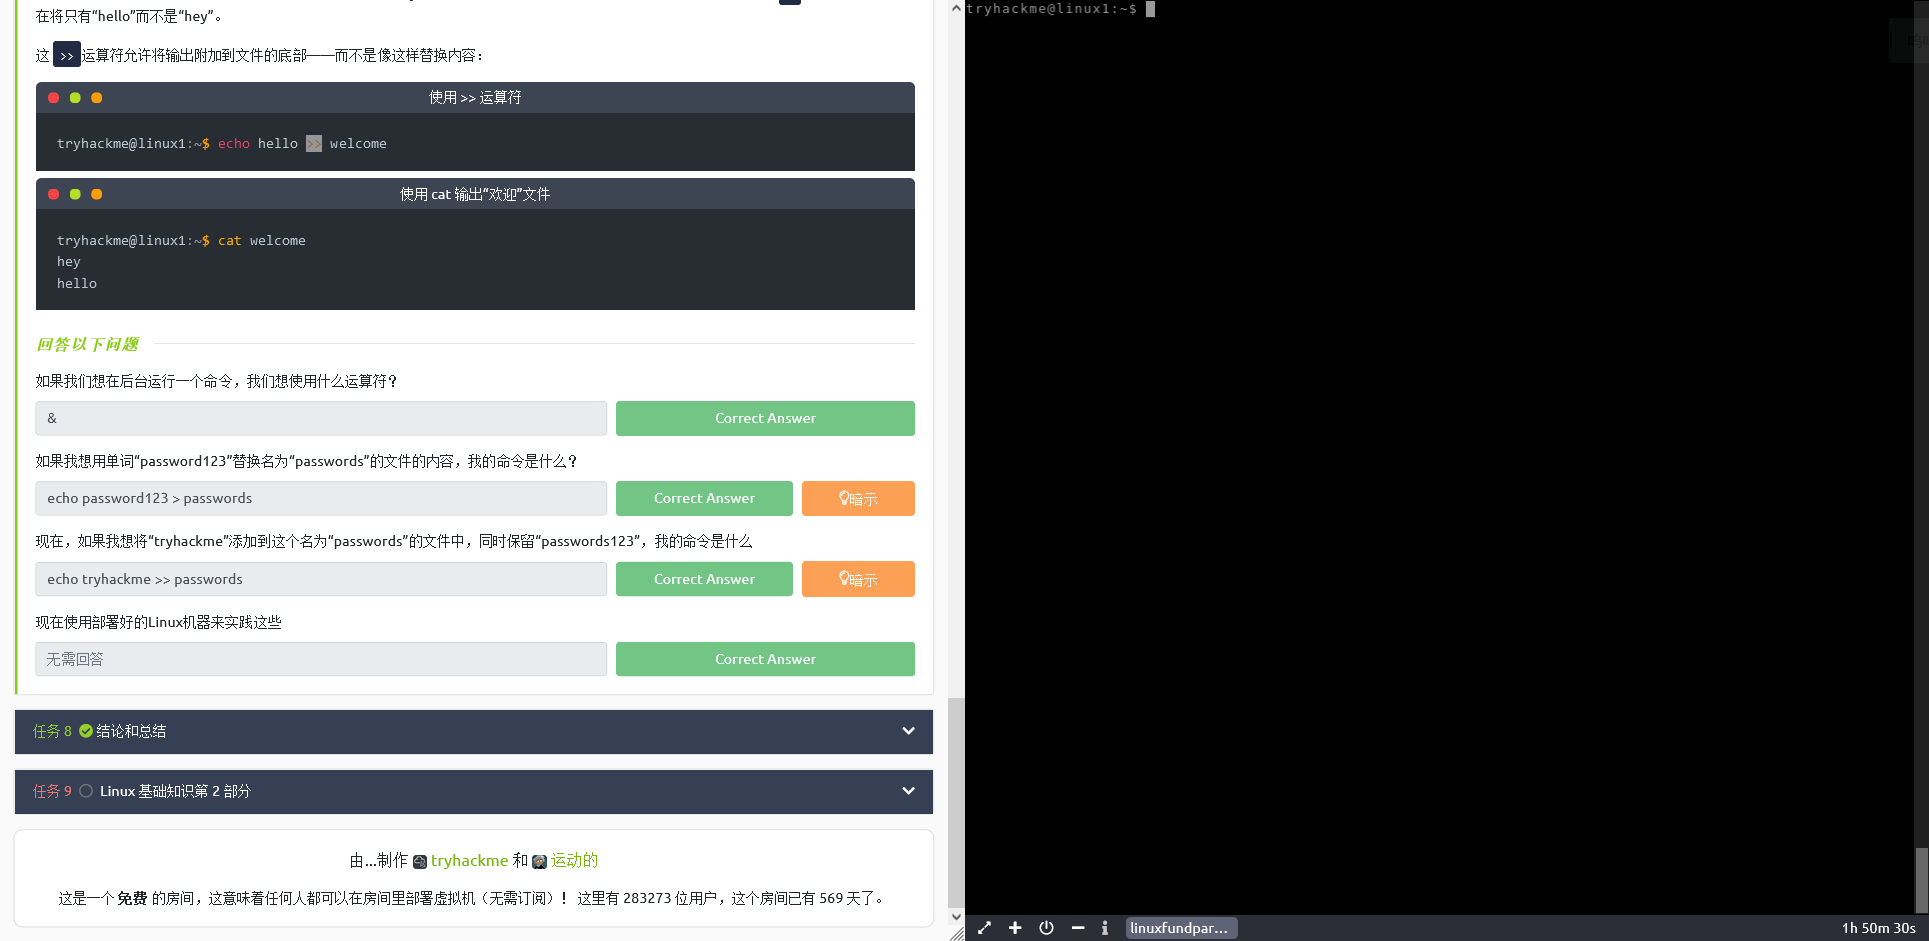 在将只有“hello”而不是“hey”。
这 >> 运算符允许将输出附加到文件的底部——而不是像这样替换内容：
使用 >> 运算符
tryhackme@linux1:~$ echo hello >> welcome
使用 cat 输出“欢迎”文件
tryhackme@linux1:~$ cat welcome
hey
hello
回答以下问题
如果我们想在后台运行一个命令，我们想使用什么运算符？
& Correct Answer
如果我想用单词“password123”替换名为“passwords”的文件的内容，我的命令是什么？
echo password123 > passwords Correct Answer 暗示
现在，如果我想将“tryhackme”添加到这个名为“passwords”的文件中，同时保留“passwords123”，我的命令是什么
echo tryhackme >> passwords Correct Answer 暗示
现在使用部署好的Linux机器来实践这些
无需回答 Correct Answer
任务 8 结论和总结
任务 9 Linux 基础知识第 2 部分
由...制作 tryhackme 和 运动的
这是一个 免费 的房间，这意味着任何人都可以在房间里部署虚拟机（无需订阅）！ 这里有 283273 位用户，这个房间已有 569 天了。
tryhackme@linux1:~$
linuxfundpar...
1h 50m 30s